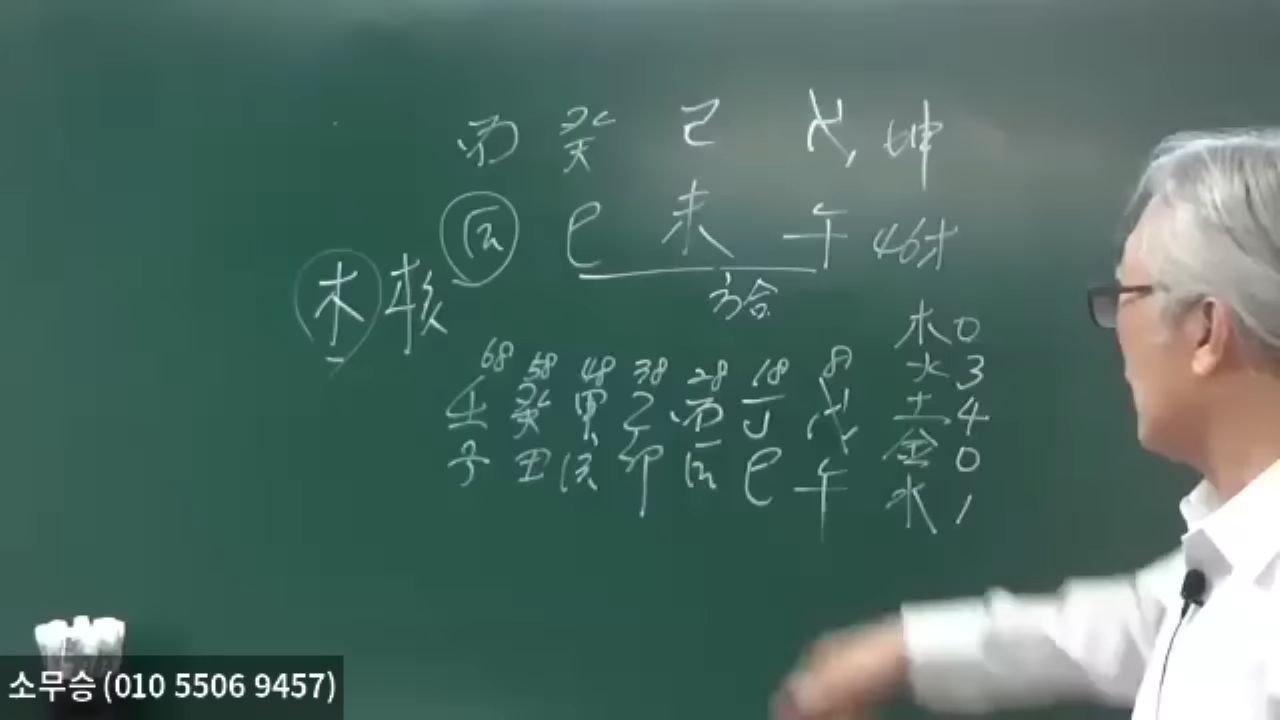 丙 癸 己 戊, 坤
辰 巳 未 午 46才
方合
木 核
木 0
火 3
土 4
金 0
水 1
68 58 48 38 28 18 8
壬 癸 甲 乙 丙 丁 戊
子 丑 寅 卯 辰 巳 午
소무승 (010 5506 9457)